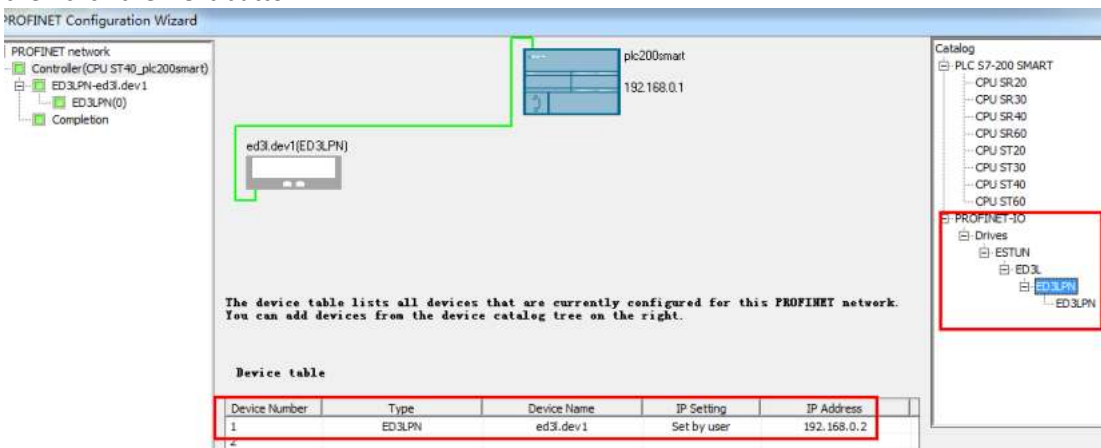 PROFINET Configuration Wizard
PROFINET network
Controller(CPU ST40_plc200smart)
ED3LPN-ed3l.dev1
ED3LPN(0)
Completion
plc200smart
192.168.0.1
ed3l.dev1(ED3LPN)
The device table lists all devices that are currently configured for this PROFINET network.
You can add devices from the device catalog tree on the right.
Device table
Device Number Type Device Name IP Setting IP Address
1 ED3LPN ed3l.dev1 Set by user 192.168.0.2
2
Catalog
PLC S7-200 SMART
CPU SR20
CPU SR30
CPU SR40
CPU SR60
CPU ST20
CPU ST30
CPU ST40
CPU ST60
PROFINET-IO
Drives
ESTUN
ED3L
ED3LPN
ED3LPN